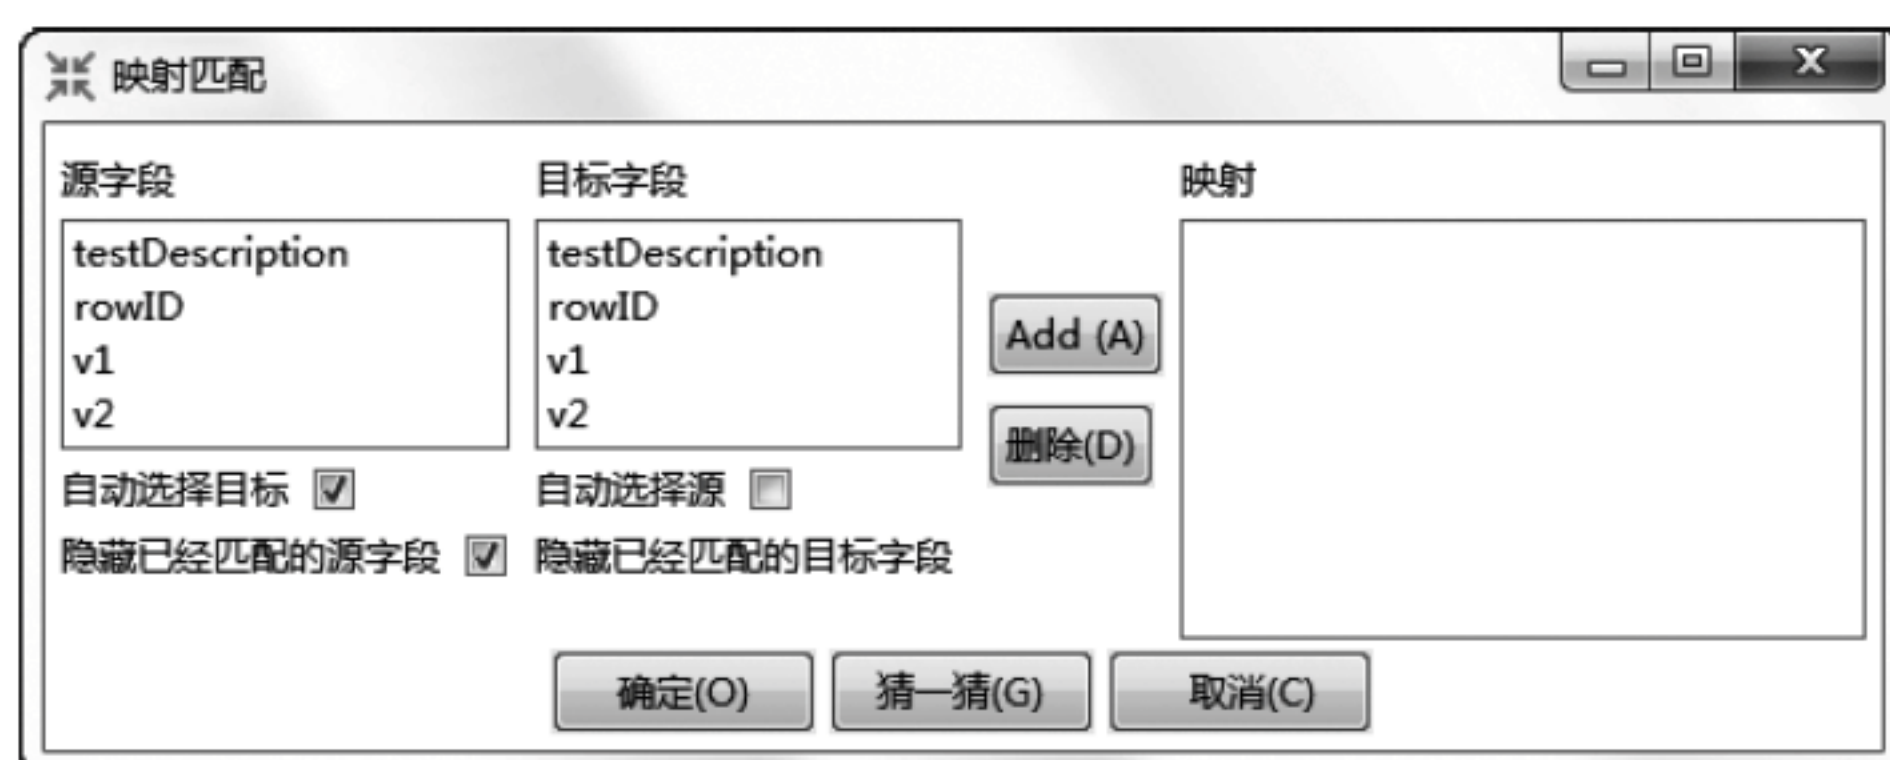 映射匹配
源字段
testDescription
rowID
v1
v2
自动选择目标
隐藏已经匹配的源字段
目标字段
testDescription
rowID
v1
v2
自动选择源
隐藏已经匹配的目标字段
Add (A)
删除(D)
映射
确定(O)
猜一猜(G)
取消(C)